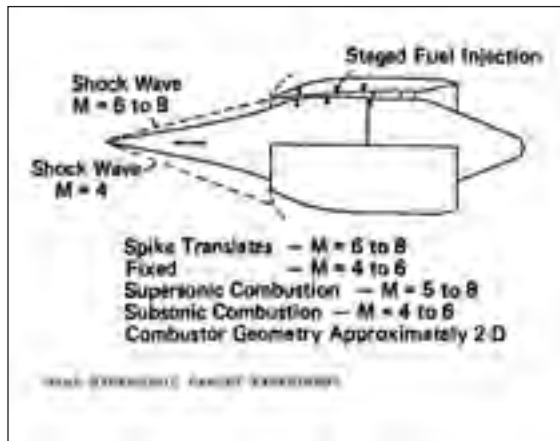 Staged Fuel Injection
Shock Wave
M = 6 to 8
Shock Wave
M = 4
Spike Translates — M = 6 to 8
Fixed — M = 4 to 6
Supersonic Combustion — M = 5 to 8
Subsonic Combustion — M = 4 to 6
Combustor Geometry Approximately 2 D